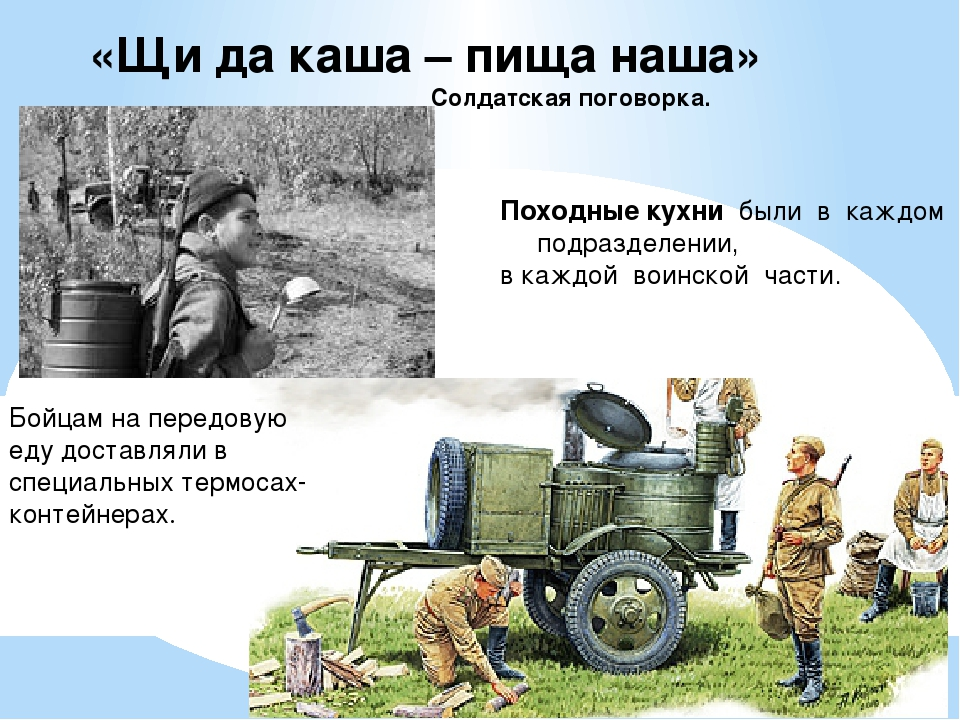 «Щи да каша – пища наша»
Солдатская поговорка.
Походные кухни были в каждом
подразделении,
в каждой воинской части.
Бойцам на передовую
еду доставляли в
специальных термосах-
контейнерах.